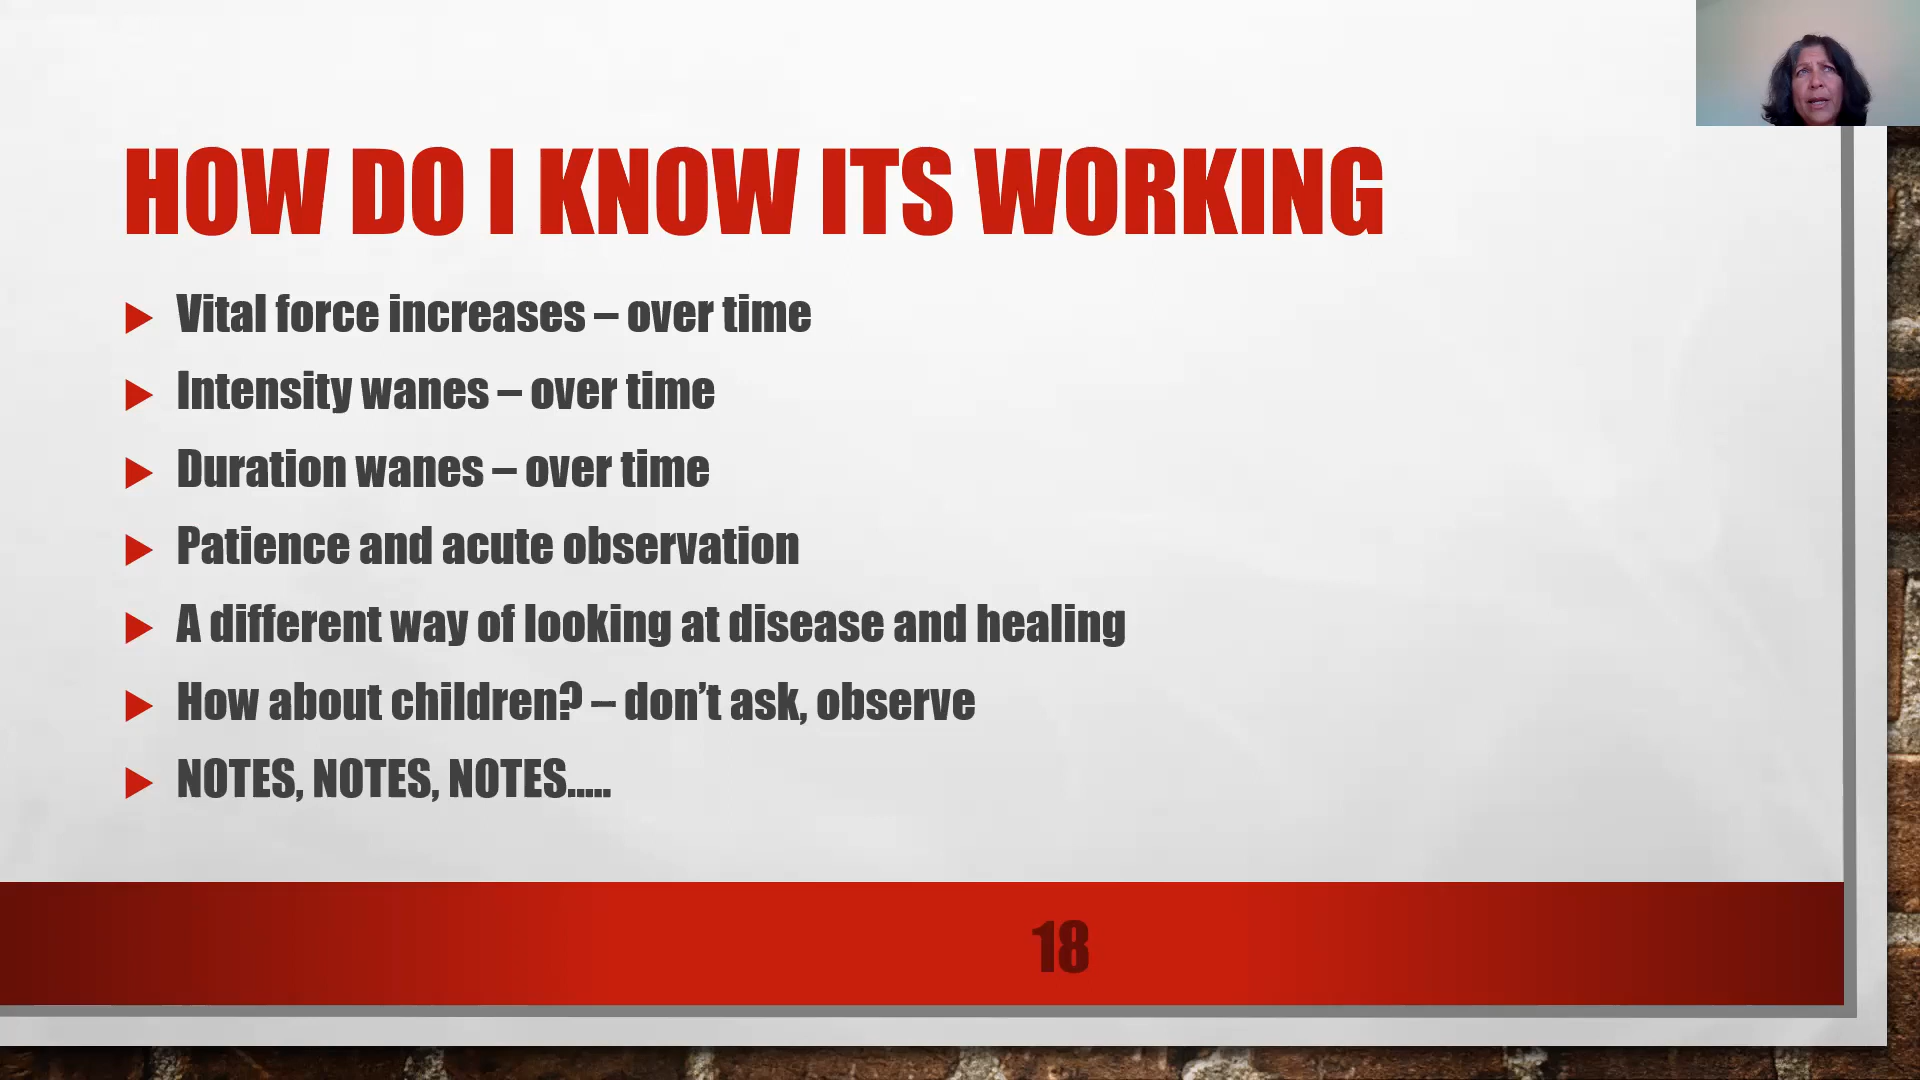 HOW DO I KNOW ITS WORKING
Vital force increases – over time
Intensity wanes – over time
Duration wanes – over time
Patience and acute observation
A different way of looking at disease and healing
How about children? – don’t ask, observe
NOTES, NOTES, NOTES.....
18